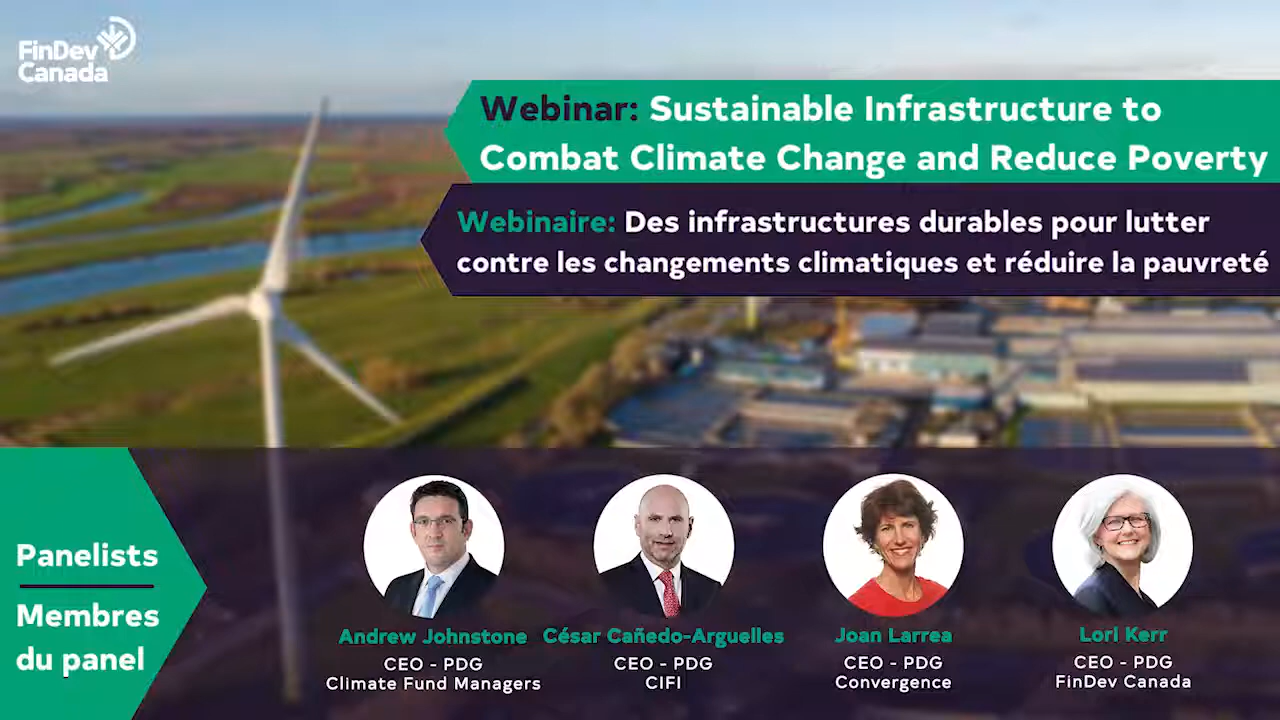 FinDev
Canada
Webinar: Sustainable Infrastructure to
Combat Climate Change and Reduce Poverty
Webinaire: Des infrastructures durables pour lutter
contre les changements climatiques et réduire la pauvreté
Panelists
Membres
du panel
Andrew Johnstone
CEO - PDG
Climate Fund Managers
César Cañedo-Arguelles
CEO - PDG
CIFI
Joan Larrea
CEO - PDG
Convergence
Lori Kerr
CEO - PDG
FinDev Canada